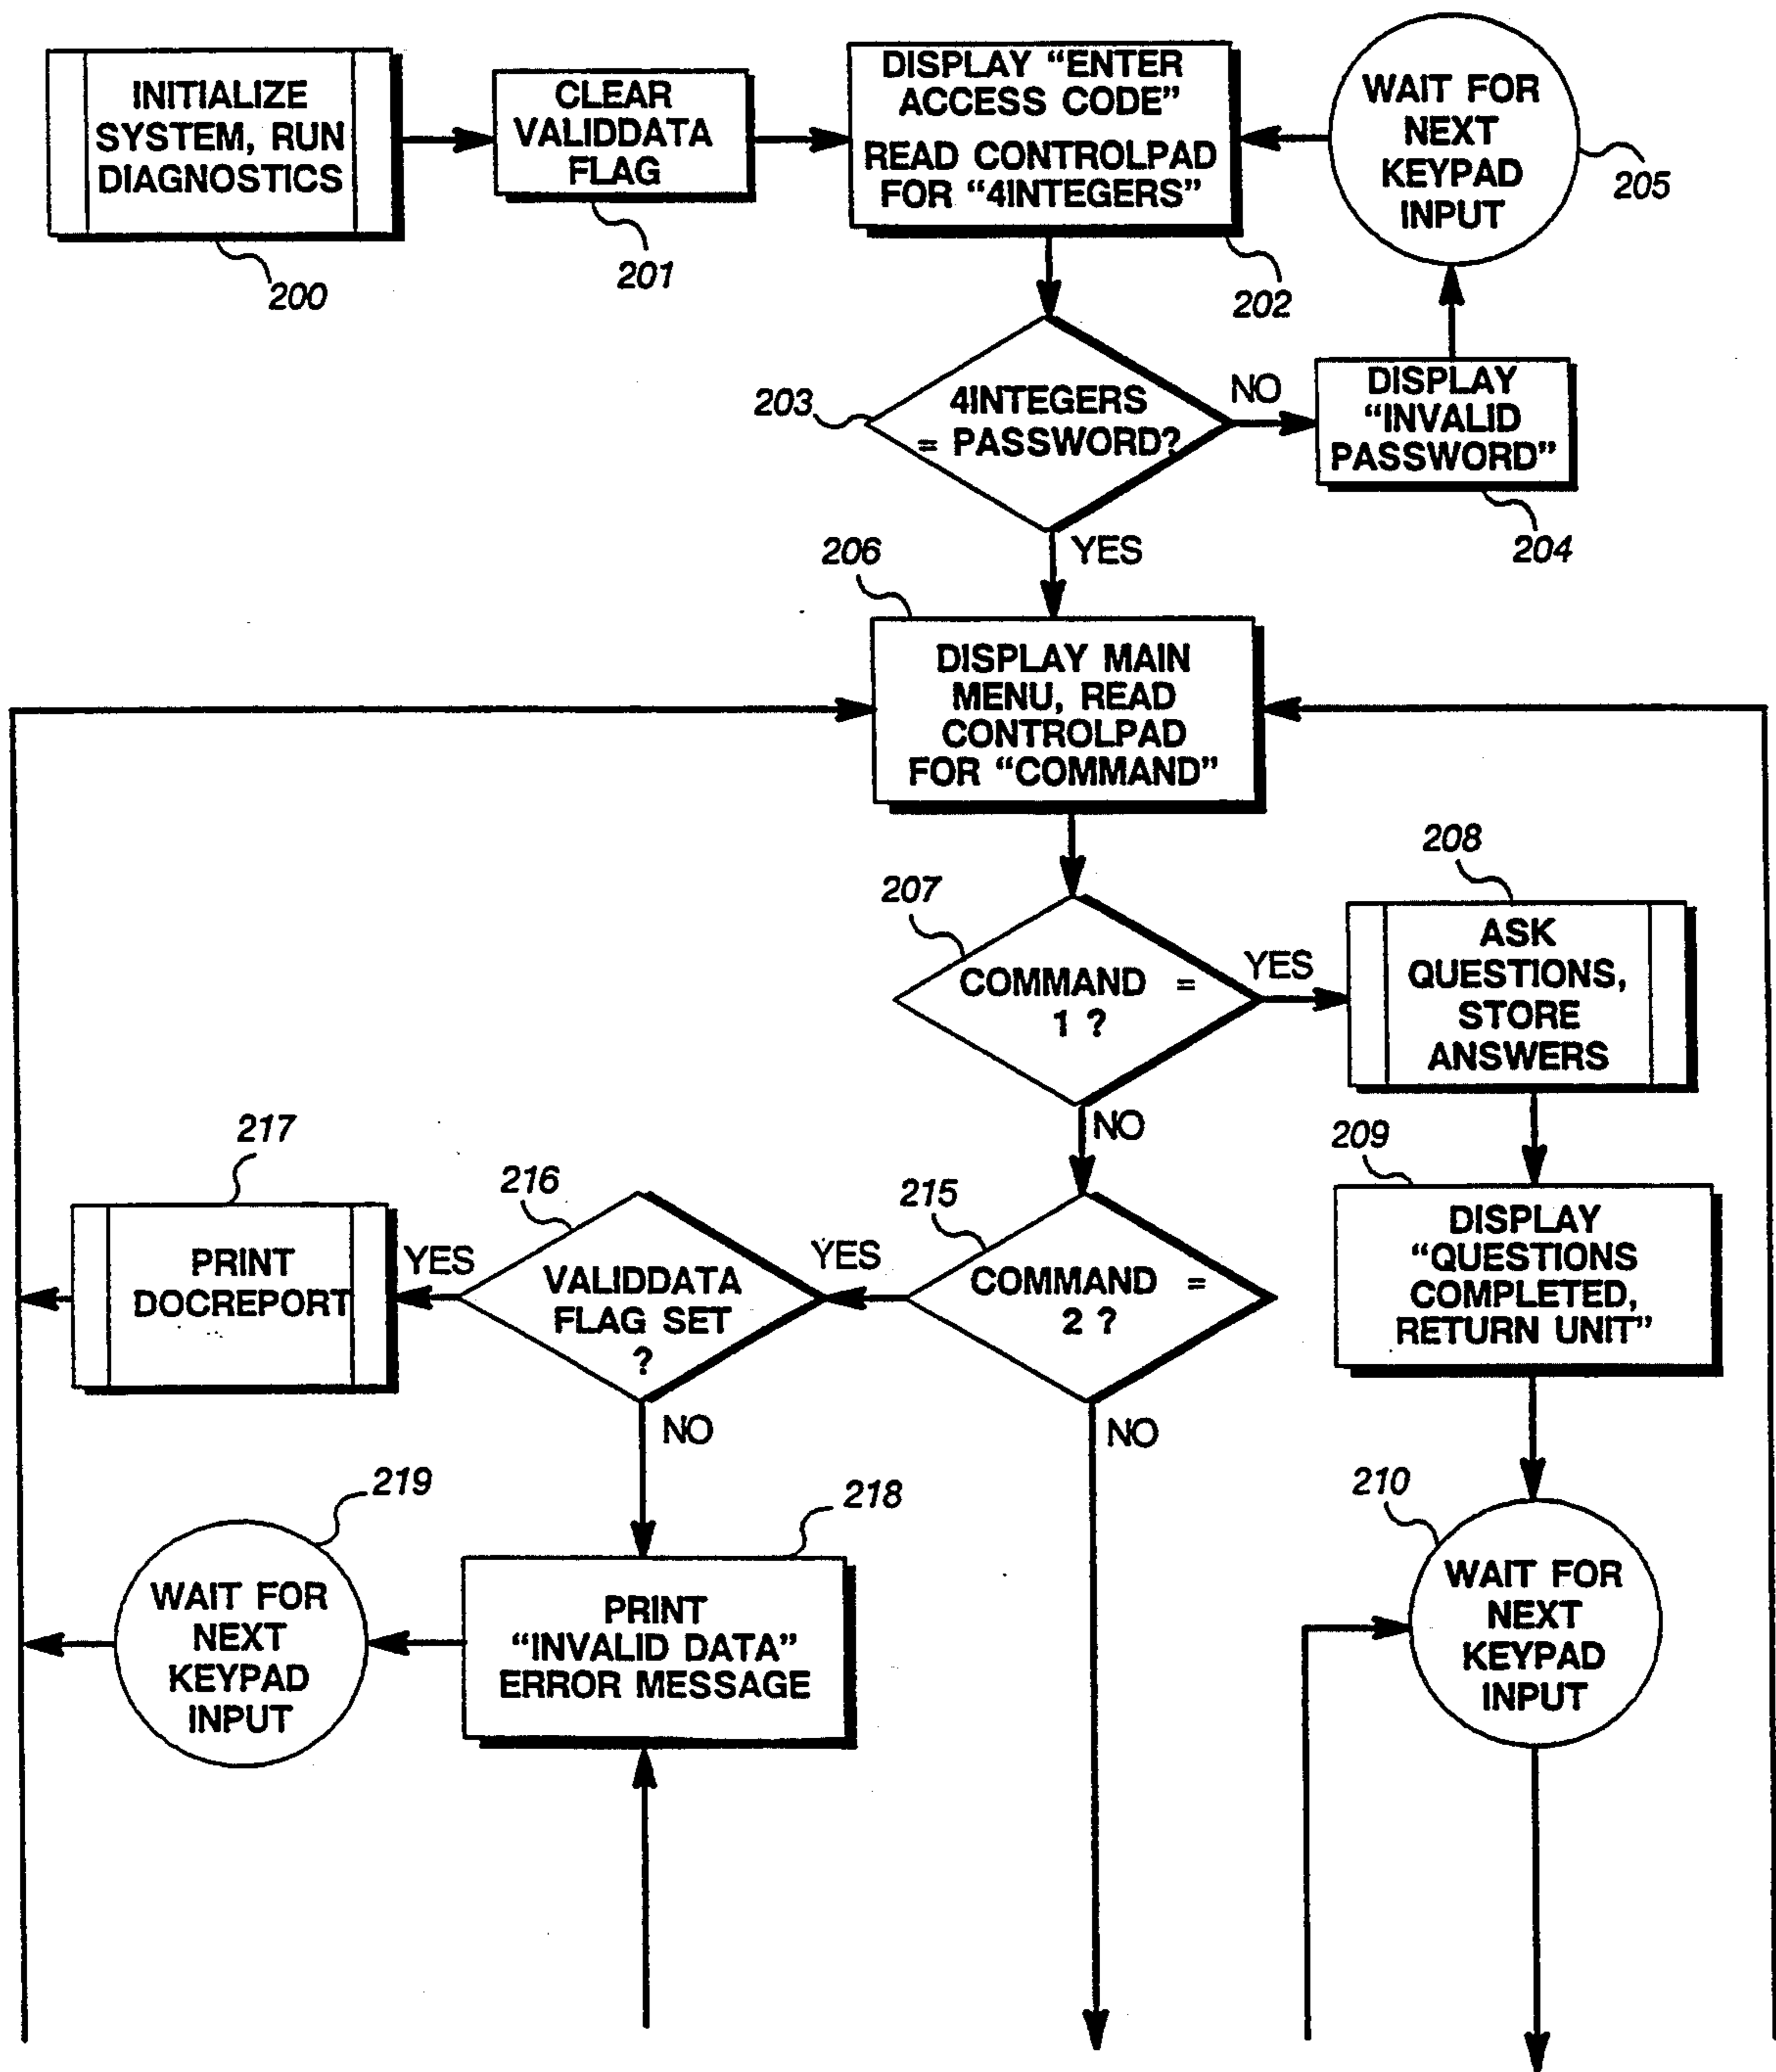 INITIALIZE
SYSTEM, RUN
DIAGNOSTICS
200
CLEAR
VALIDDATA
FLAG
201
DISPLAY “ENTER
ACCESS CODE”
READ CONTROLPAD
FOR “4INTEGERS”
202
WAIT FOR
NEXT
KEYPAD
INPUT
205
203
4INTEGERS
= PASSWORD?
NO
DISPLAY
“INVALID
PASSWORD”
204
YES
206
DISPLAY MAIN
MENU, READ
CONTROLPAD
FOR “COMMAND”
207
COMMAND =
1 ?
YES
208
ASK
QUESTIONS,
STORE
ANSWERS
NO
209
DISPLAY
“QUESTIONS
COMPLETED,
RETURN UNIT”
215
COMMAND =
2 ?
YES
216
VALIDDATA
FLAG SET
?
YES
217
PRINT
DOCREPORT
NO
NO
218
PRINT
“INVALID DATA”
ERROR MESSAGE
219
WAIT FOR
NEXT
KEYPAD
INPUT
210
WAIT FOR
NEXT
KEYPAD
INPUT